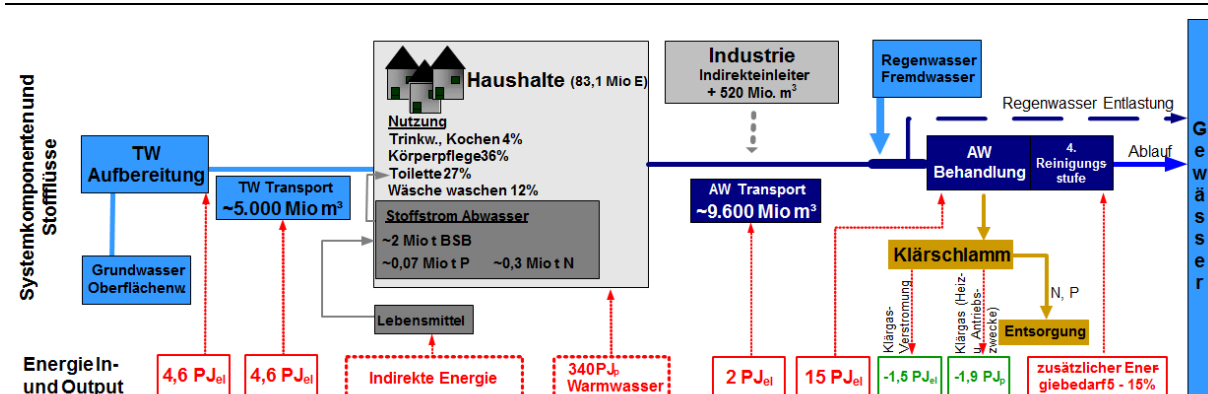 Systemkomponenten und
Stoffflüsse
TW
Aufbereitung
Grundwasser
Oberflächenw.
TW Transport
~5.000 Mio m³
Haushalte (83,1 Mio E)
Nutzung
Trinkw., Kochen 4%
Körperpflege36%
Toilette 27%
Wäsche waschen 12%
Stoffstrom Abwasser
~2 Mio t BSB
~0,07 Mio t P ~0,3 Mio t N
Lebensmittel
Industrie
Indirekteinleiter
+ 520 Mio. m³
AW Transport
~9.600 Mio m³
Regenwasser
Fremdwasser
Regenwasser Entlastung
AW
Behandlung
4.
Reinigungs
stufe
Ablauf
Gewässer
Klärschlamm
N, P
Entsorgung
Klärgas-
Verstromung
Klärgas (Heiz-
u. Antriebs-
zwecke)
Energie In-
und Output
4,6 PJel
4,6 PJel
Indirekte Energie
340PJp
Warmwasser
2 PJel
15 PJel
-1,5 PJel
-1,9 PJp
zusätzlicher Ener-
giebedarf5 - 15%